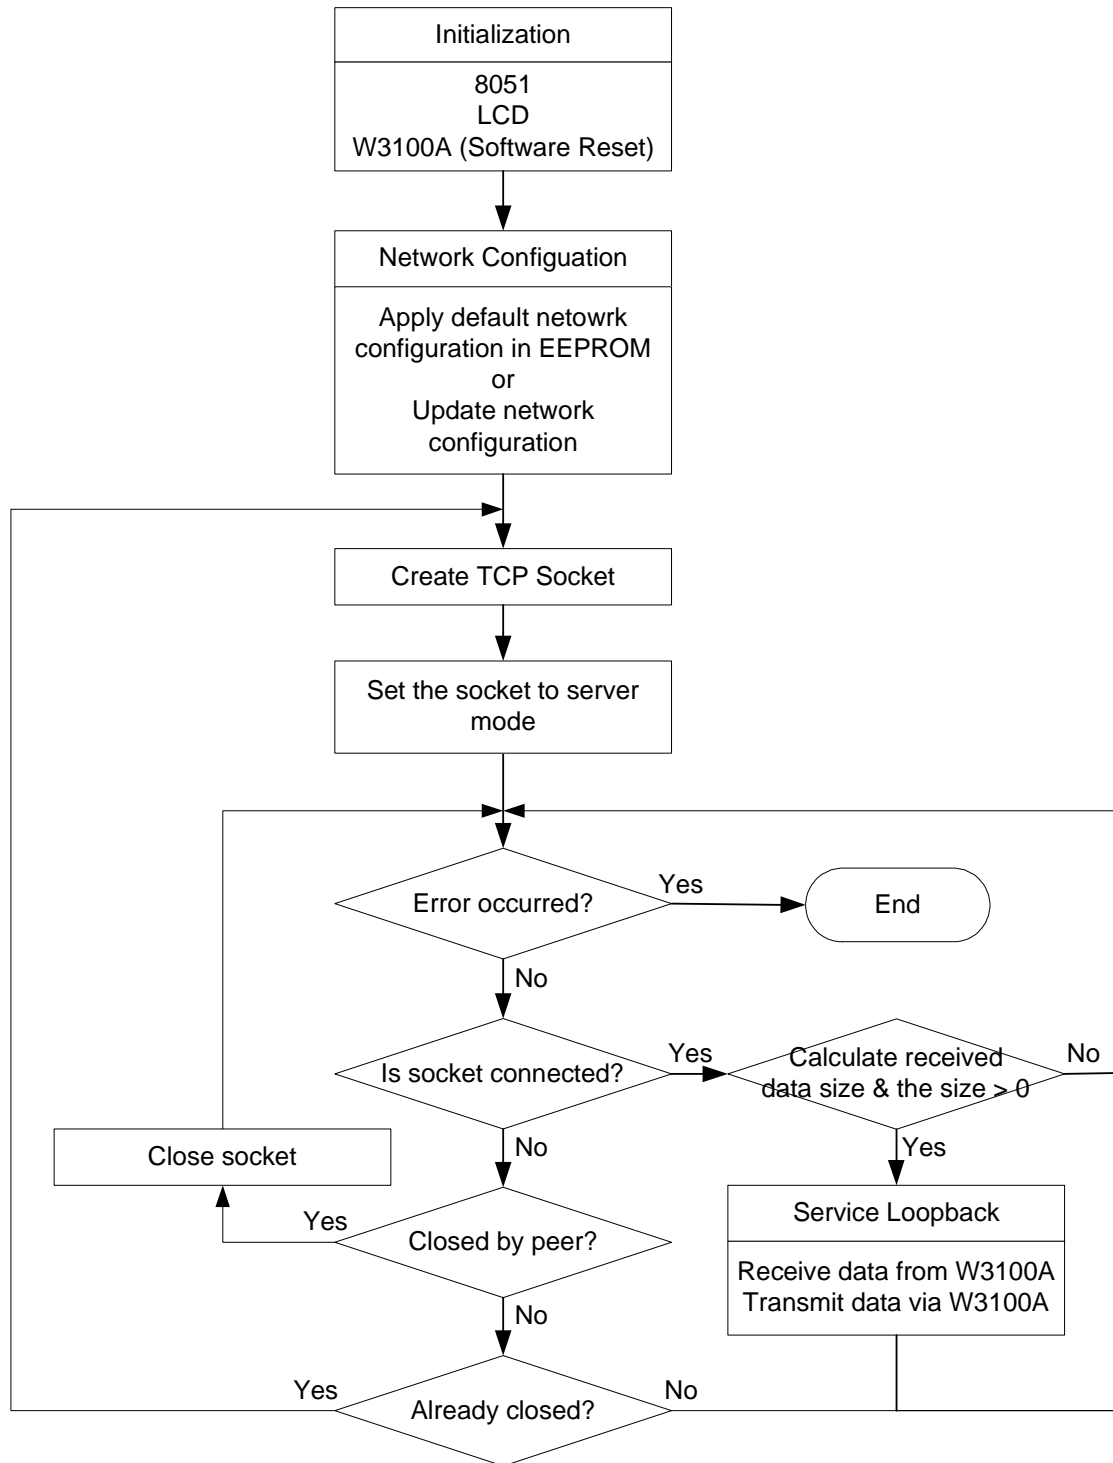 Initialization
8051
LCD
W3100A (Software Reset)
Network Configuation
Apply default netowrk
configuration in EEPROM
or
Update network
configuration
Create TCP Socket
Set the socket to server
mode
Error occurred?
Yes
End
No
Is socket connected?
Yes
Calculate received
data size & the size > 0
No
No
Yes
Close socket
Service Loopback
Receive data from W3100A
Transmit data via W3100A
Yes
Closed by peer?
No
Yes
Already closed?
No